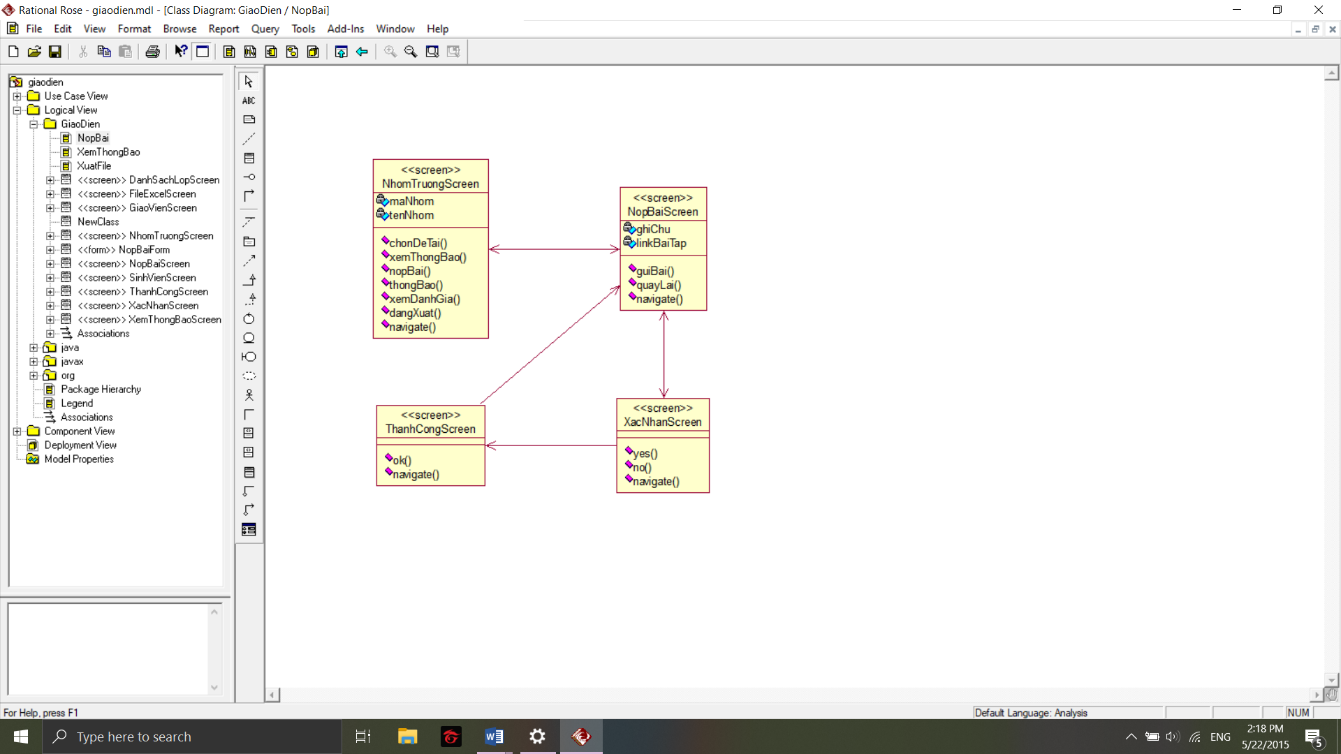 Rational Rose - giaodien.mdl - [Class Diagram: GiaoDien / NopBai]
File Edit View Format Browse Report Query Tools Add-Ins Window Help
ABC
giaodien
Use Case View
Logical View
GiaoDien
NopBai
XemThongBao
XuatFile
<<screen>> DanhSachLopScreen
<<screen>> FileExcelScreen
<<screen>> GiaoVienScreen
NewClass
<<screen>> NhomTruongScreen
<<form>> NopBaiForm
<<screen>> NopBaiScreen
<<screen>> SinhVienScreen
<<screen>> ThanhCongScreen
<<screen>> XacNhanScreen
<<screen>> XemThongBaoScreen
Associations
java
javax
org
Package Hierarchy
Legend
Associations
Component View
Deployment View
Model Properties
<<screen>>
NhomTruongScreen
maNhom
tenNhom
chonDeTai()
xemThongBao()
nopBai()
thongBao()
xemDanhGia()
dangXuat()
navigate()
<<screen>>
NopBaiScreen
ghiChu
linkBaiTap
guiBai()
quayLai()
navigate()
<<screen>>
ThanhCongScreen
ok()
navigate()
<<screen>>
XacNhanScreen
yes()
no()
navigate()
For Help, press F1
Default Language: Analysis
NUM
Type here to search
ENG
2:18 PM
5/22/2015
5